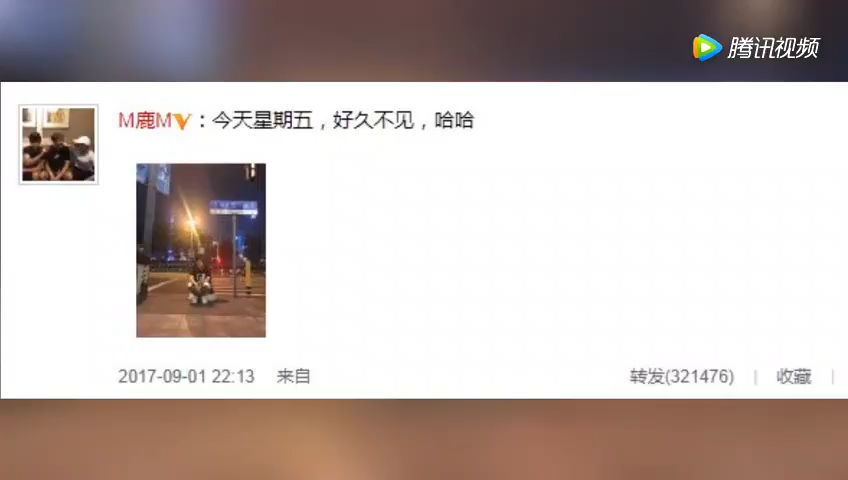 腾讯视频
M鹿M：今天星期五，好久不见，哈哈
2017-09-01 22:13 来自
转发(321476) | 收藏 |